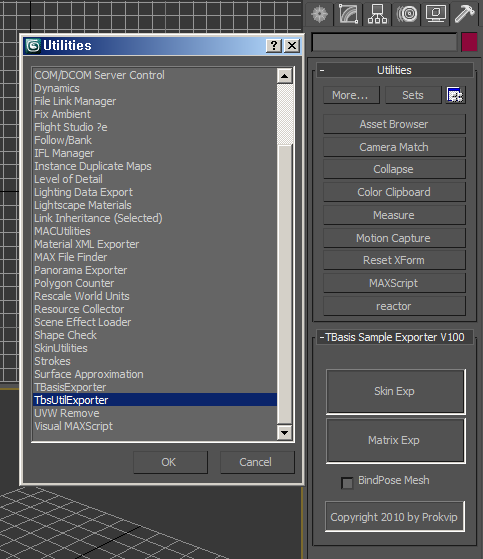 Utilities
?
COM/DCOM Server Control
Dynamics
File Link Manager
Fix Ambient
Flight Studio ?e
Follow/Bank
IFL Manager
Instance Duplicate Maps
Level of Detail
Lighting Data Export
Lightscape Materials
Link Inheritance (Selected)
MACUtilities
Material XML Exporter
MAX File Finder
Panorama Exporter
Polygon Counter
Rescale World Units
Resource Collector
Scene Effect Loader
Shape Check
SkinUtilities
Strokes
Surface Approximation
TBasisExporter
TbsUtilExporter
UVW Remove
Visual MAXScript
OK Cancel
- Utilities
More... Sets
Asset Browser
Camera Match
Collapse
Color Clipboard
Measure
Motion Capture
Reset XForm
MAXScript
reactor
-TBasis Sample Exporter V100
Skin Exp
Matrix Exp
BindPose Mesh
Copyright 2010 by Prokvip